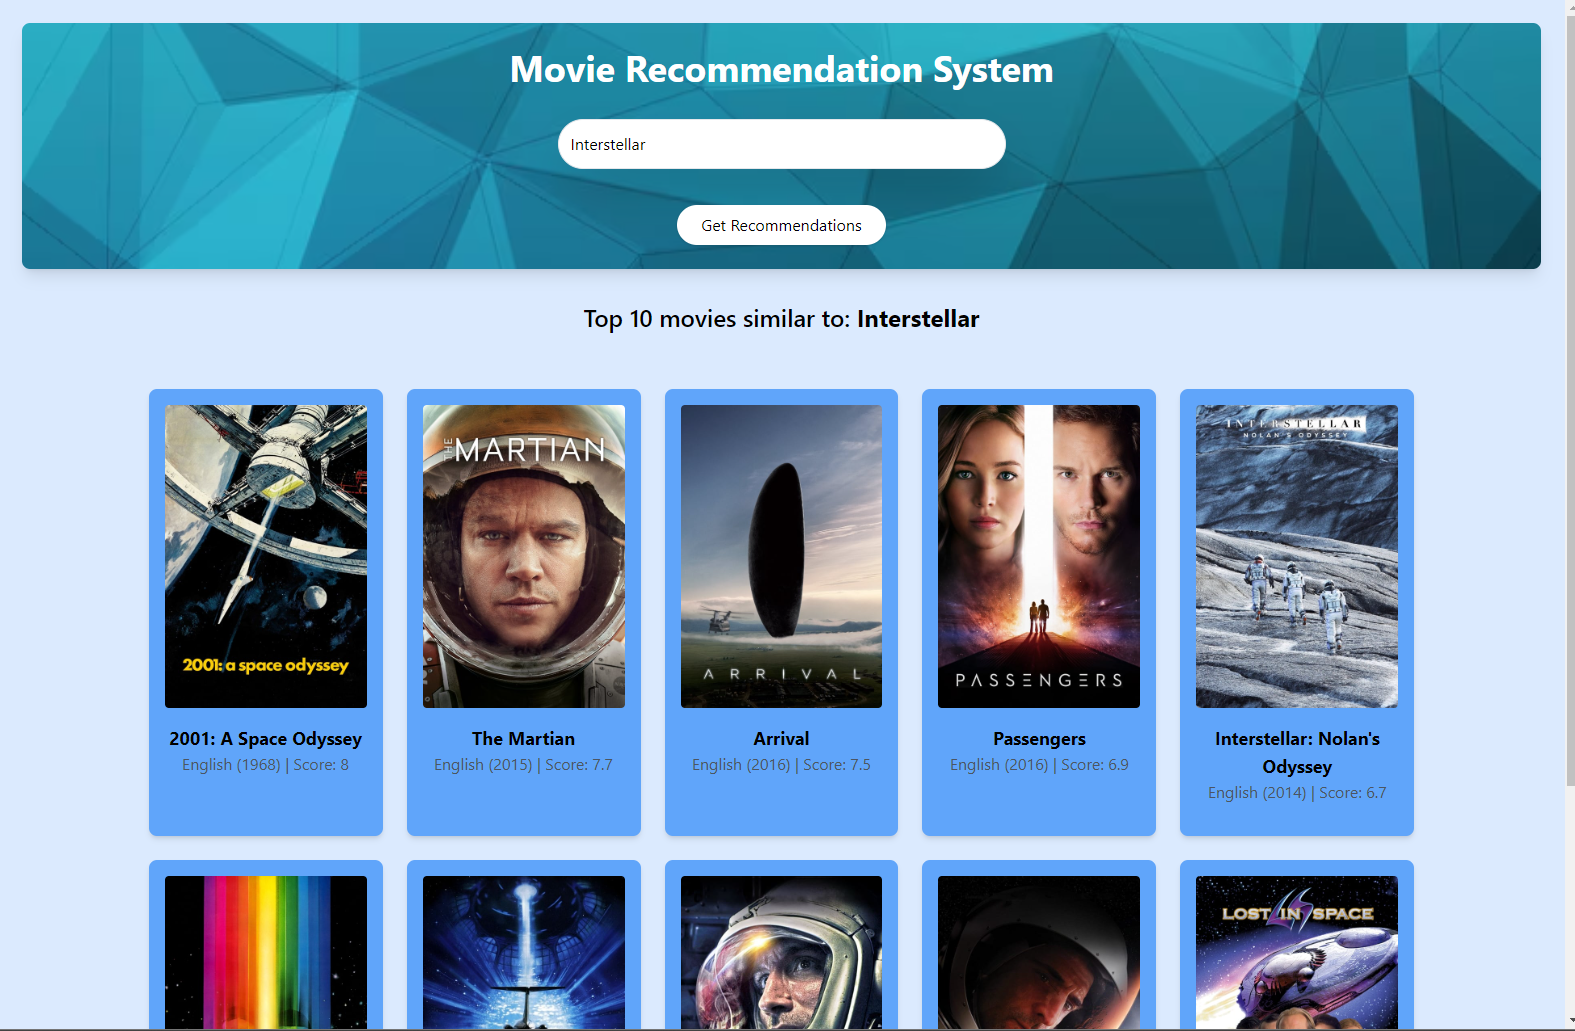 Movie Recommendation System
Interstellar
Get Recommendations
Top 10 movies similar to: Interstellar
2001: a space odyssey
THE MARTIAN
ARRIVAL
PASSENGERS
INTERSTELLAR
NOLAN'S ODYSSEY
2001: A Space Odyssey
English (1968) | Score: 8
The Martian
English (2015) | Score: 7.7
Arrival
English (2016) | Score: 7.5
Passengers
English (2016) | Score: 6.9
Interstellar: Nolan's
Odyssey
English (2014) | Score: 6.7
LOST IN SPACE